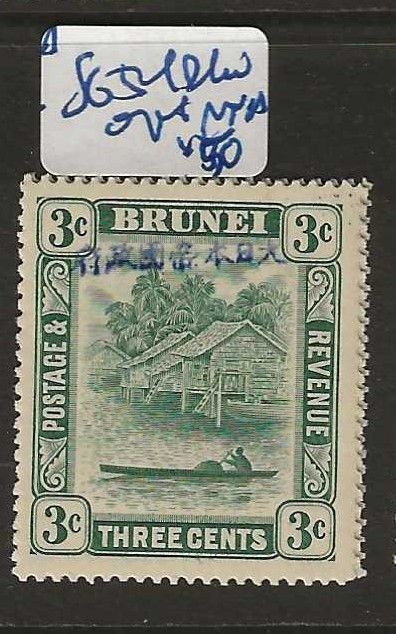 50
3c
BRUNEI
3c
大日本帝國政府
POSTAGE &
REVENUE
3c
THREE CENTS
3c